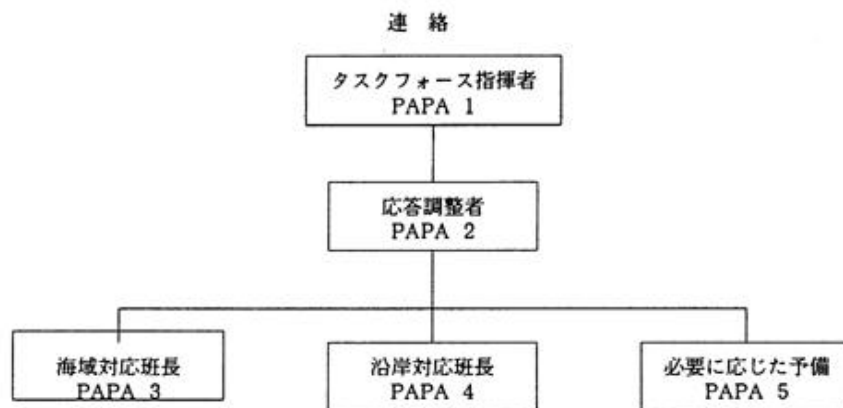 連 絡
タスクフォース指揮者
PAPA 1
応答調整者
PAPA 2
海域対応班長
PAPA 3
沿岸対応班長
PAPA 4
必要に応じた予備
PAPA 5